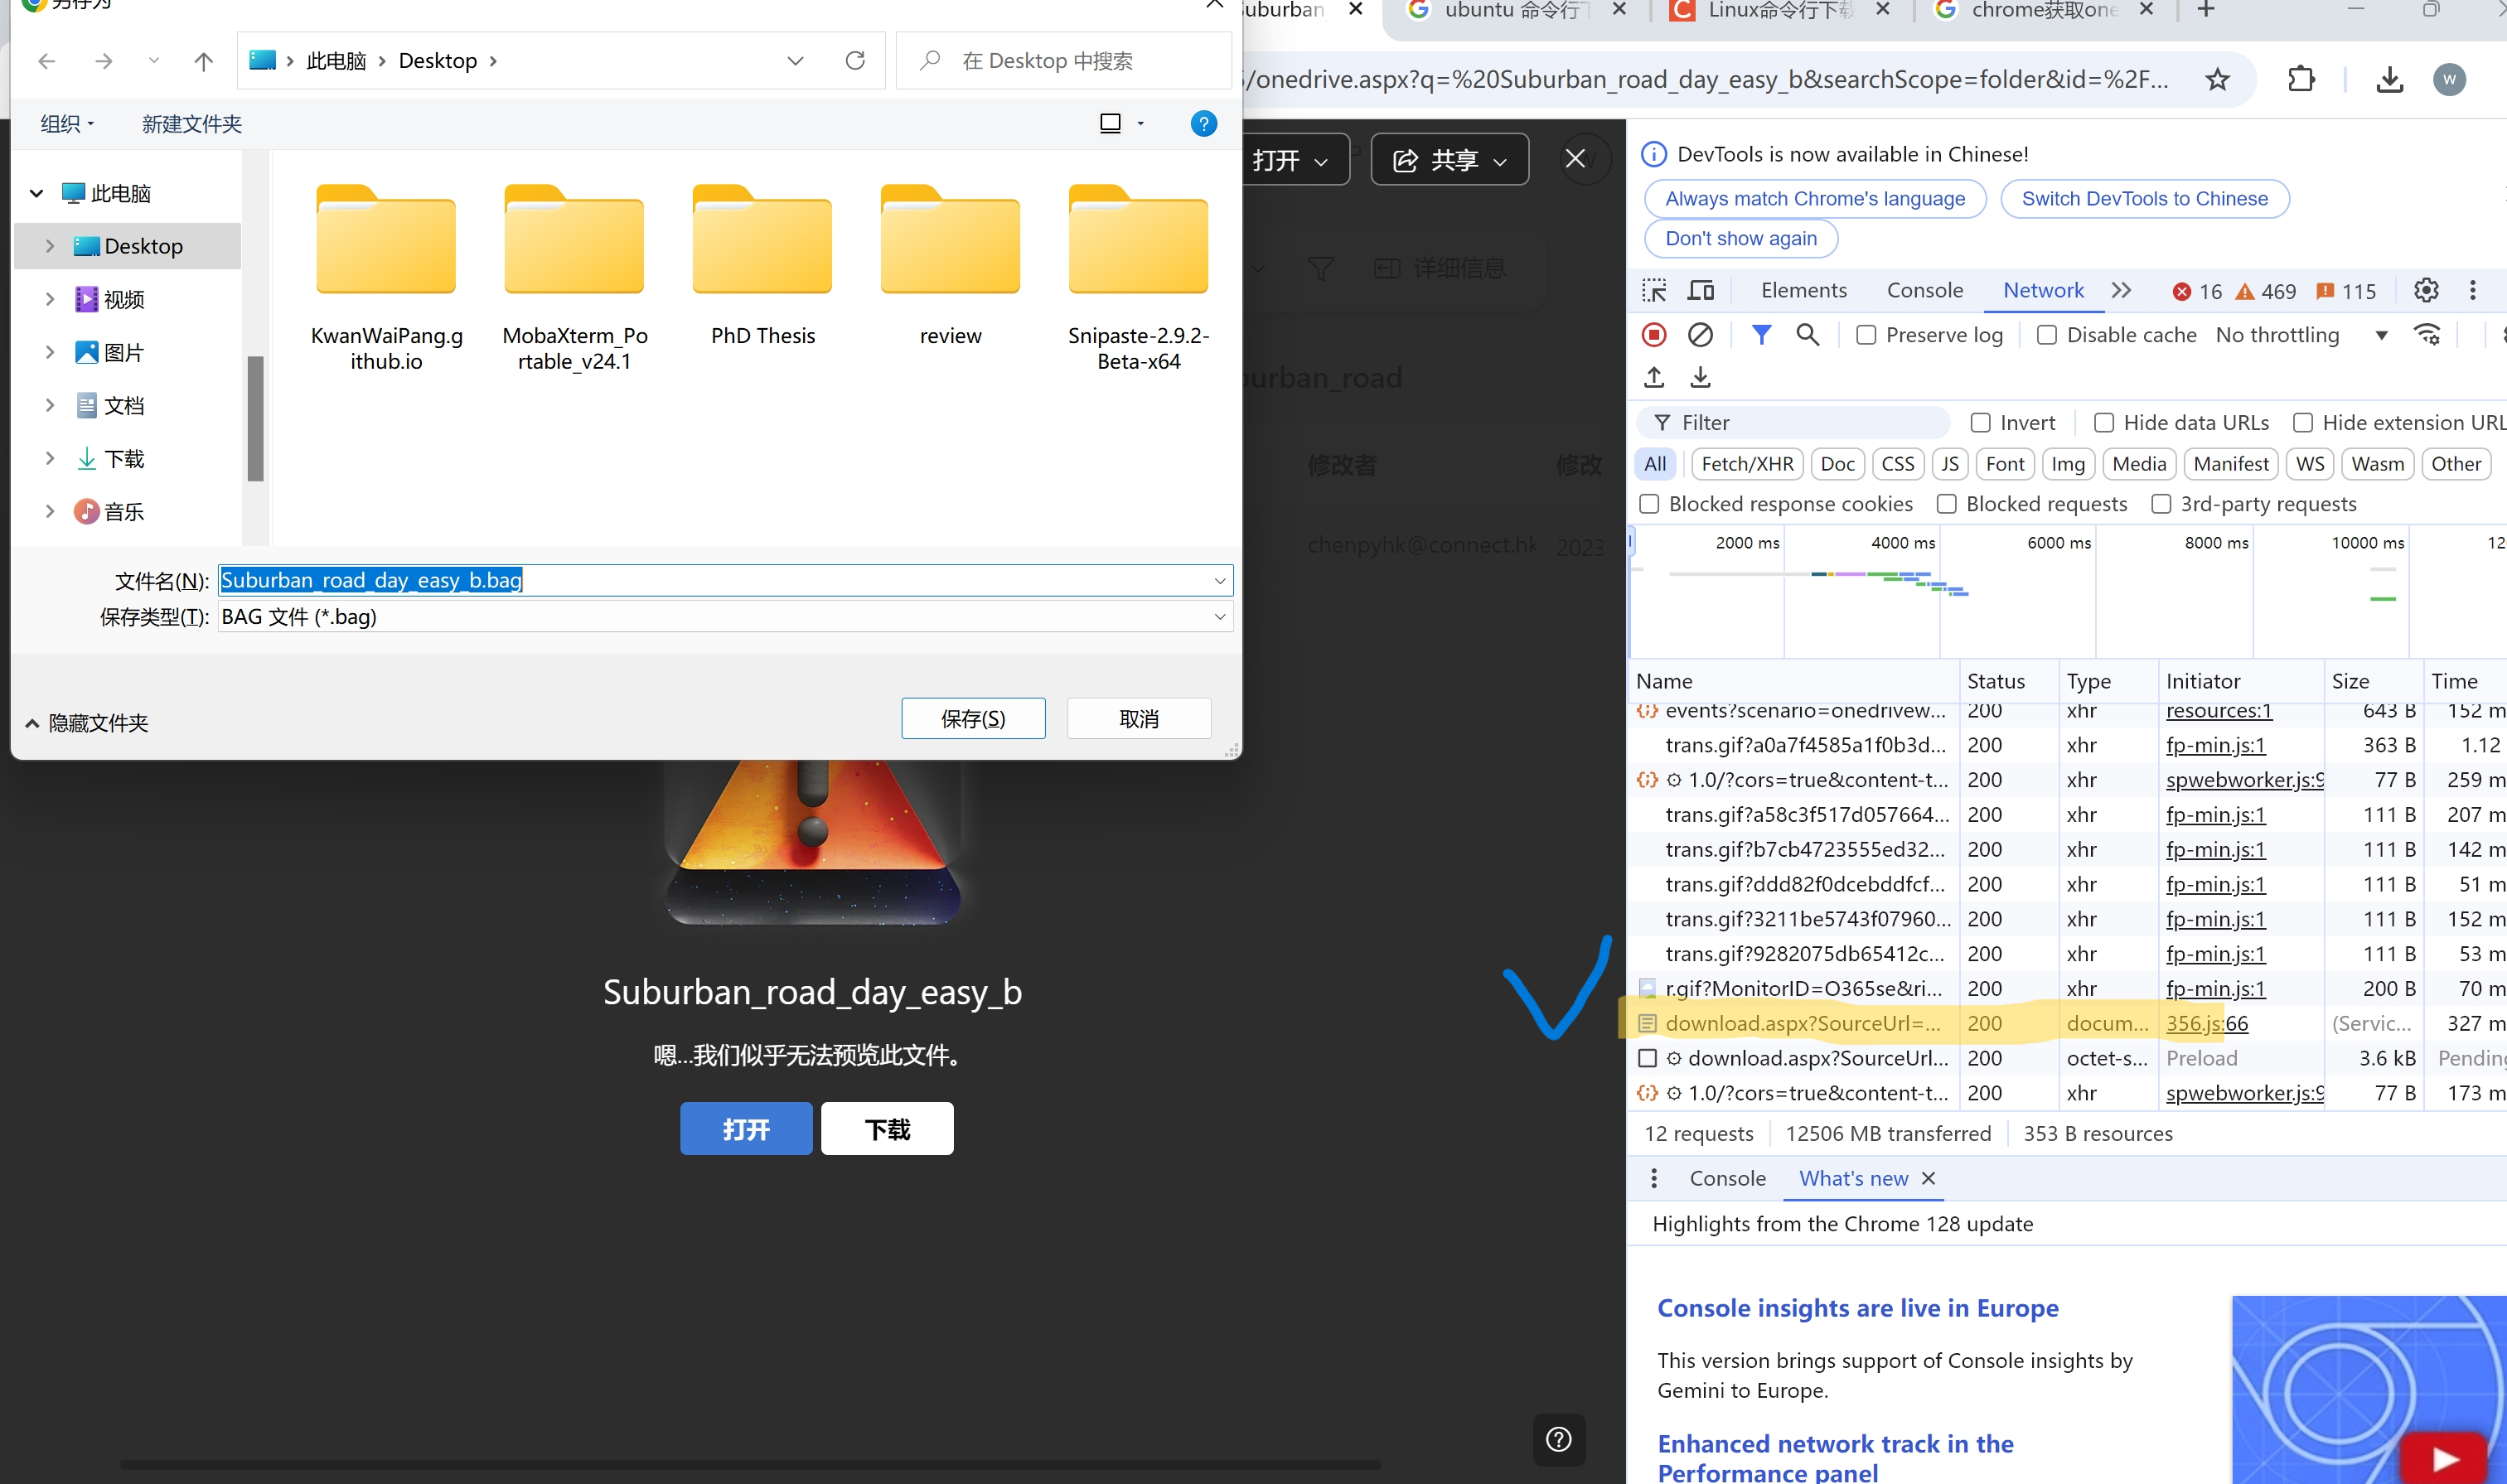 另存为
此电脑 › Desktop ›
在 Desktop 中搜索
组织
新建文件夹
此电脑
Desktop
视频
图片
文档
下载
音乐
KwanWaiPang.g
ithub.io
MobaXterm_Po
rtable_v24.1
PhD Thesis
review
Snipaste-2.9.2-
Beta-x64
文件名(N):
Suburban_road_day_easy_b.bag
保存类型(T):
BAG 文件 (*.bag)
隐藏文件夹
保存(S)
取消
uburban
ubuntu 命令行下
Linux命令行下载
chrome获取one
/onedrive.aspx?q=%20Suburban_road_day_easy_b&searchScope=folder&id=%2F...
W
打开
共享
详细信息
burban_road
修改者
修改
chenpyhk@connect.hk
2023
Suburban_road_day_easy_b
嗯...我们似乎无法预览此文件。
打开
下载
DevTools is now available in Chinese!
Always match Chrome's language
Switch DevTools to Chinese
Don't show again
Elements
Console
Network
16
469
115
Preserve log
Disable cache
No throttling
Filter
Invert
Hide data URLs
Hide extension URL
All
Fetch/XHR
Doc
CSS
JS
Font
Img
Media
Manifest
WS
Wasm
Other
Blocked response cookies
Blocked requests
3rd-party requests
2000 ms
4000 ms
6000 ms
8000 ms
10000 ms
12
Name Status Type Initiator Size Time
events?scenario=onedrivew... 200 xhr resources:1 643 B 152 m
trans.gif?a0a7f4585a1f0b3d... 200 xhr fp-min.js:1 363 B 1.12
1.0/?cors=true&content-t... 200 xhr spwebworker.js:9 77 B 259 m
trans.gif?a58c3f517d057664... 200 xhr fp-min.js:1 111 B 207 m
trans.gif?b7cb4723555ed32... 200 xhr fp-min.js:1 111 B 142 m
trans.gif?ddd82f0dcebddfcf... 200 xhr fp-min.js:1 111 B 51 m
trans.gif?3211be5743f07960... 200 xhr fp-min.js:1 111 B 152 m
trans.gif?9282075db65412c... 200 xhr fp-min.js:1 111 B 53 m
r.gif?MonitorID=O365se&ri... 200 xhr fp-min.js:1 200 B 70 m
download.aspx?SourceUrl=... 200 docum... 356.js:66 (Servic... 327 m
download.aspx?SourceUrl... 200 octet-s... Preload 3.6 kB Pending
1.0/?cors=true&content-t... 200 xhr spwebworker.js:9 77 B 173 m
12 requests
12506 MB transferred
353 B resources
Console
What's new
Highlights from the Chrome 128 update
Console insights are live in Europe
This version brings support of Console insights by
Gemini to Europe.
Enhanced network track in the
Performance panel